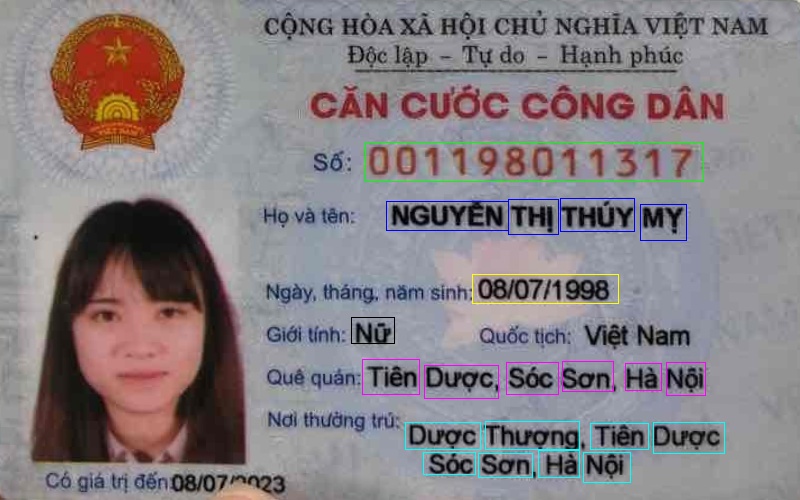 CỘNG HÒA XÃ HỘI CHỦ NGHĨA VIỆT NAM
Độc lập – Tự do – Hạnh phúc
CĂN CƯỚC CÔNG DÂN
VIỆT NAM
Số: 001198011317
Họ và tên: NGUYỄN THỊ THÚY MỴ
Ngày, tháng, năm sinh: 08/07/1998
Giới tính: Nữ Quốc tịch: Việt Nam
Quê quán: Tiên Dược, Sóc Sơn, Hà Nội
Nơi thường trú: Dược Thượng, Tiên Dược
Sóc Sơn, Hà Nội
Có giá trị đến: 08/07/2023